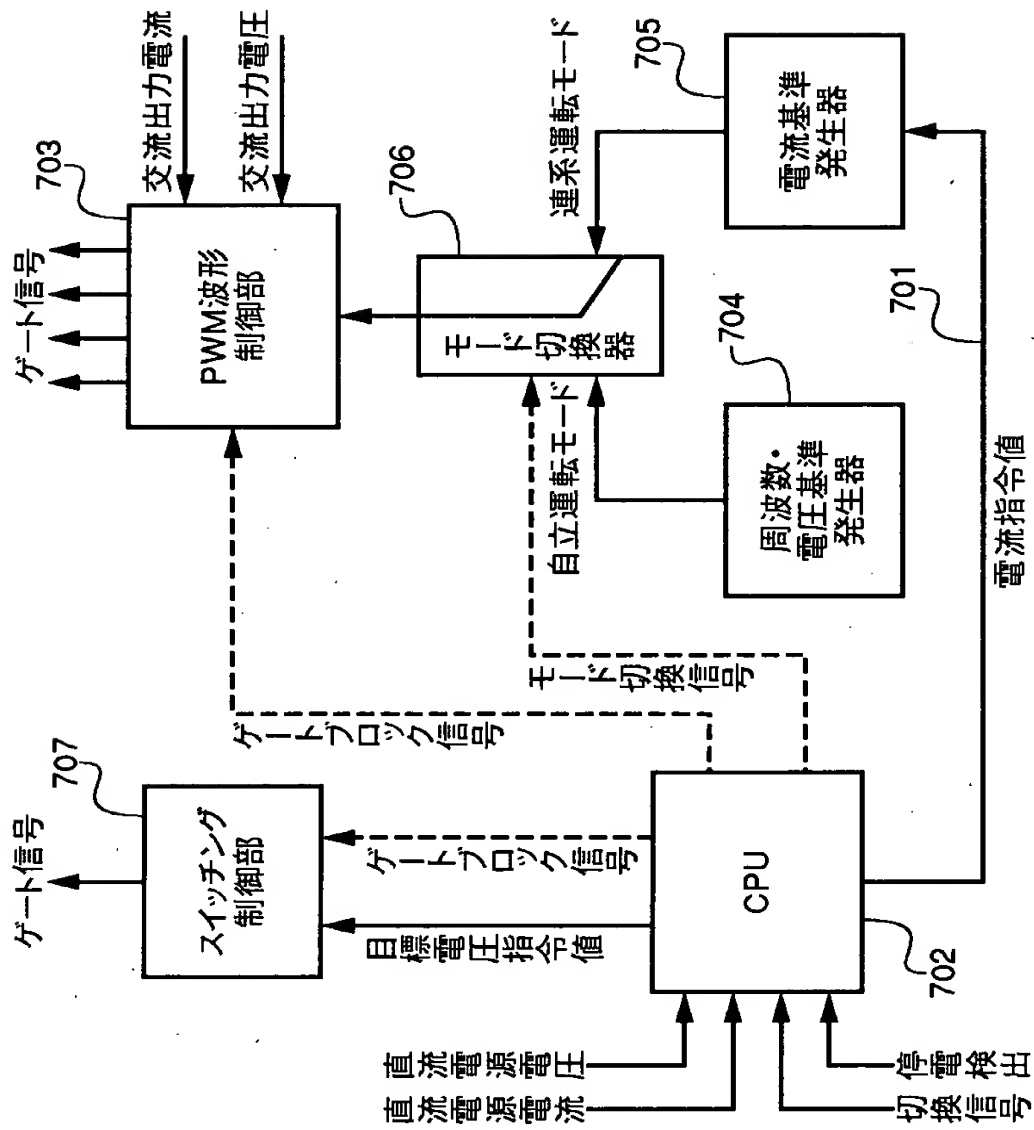 ゲート信号
707
スイッチング
制御部
ゲート信号
703
PWM波形
制御部
交流出力電流
交流出力電圧
ゲートブロック信号
モード切換信号
706
モード切換器
自立運転モード
連系運転モード
705
電流基準
発生器
704
周波数・
電圧基準
発生器
701
電流指令値
目標電圧指令値
ゲートブロック信号
CPU
702
直流電源電圧
直流電源電流
停電検出
切換信号